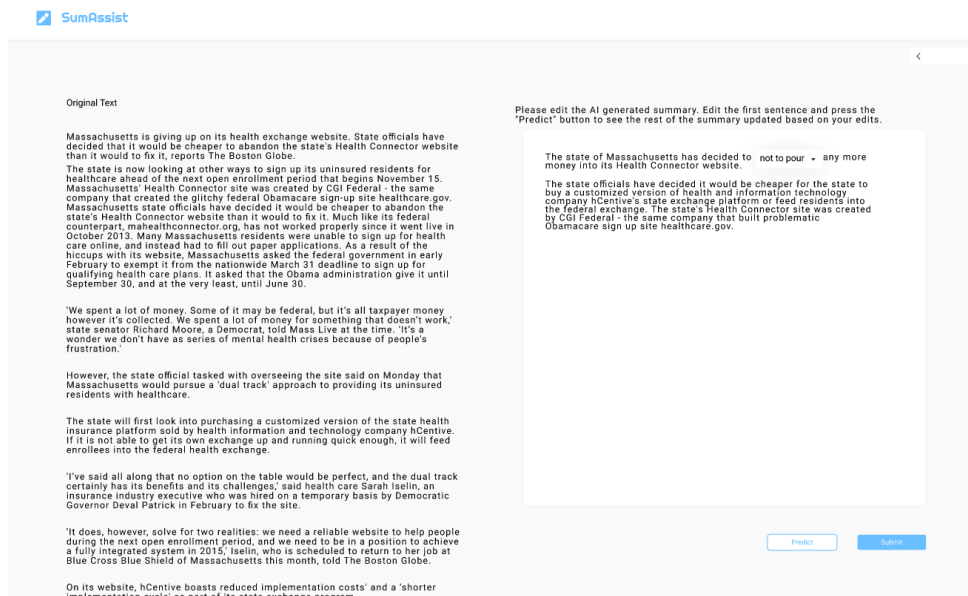 SumAssist
Original Text
Massachusetts is giving up on its health exchange website. State officials have
decided that it would be cheaper to abandon the state's Health Connector website
than it would to fix it, reports The Boston Globe.
The state is now looking at other ways to sign up its uninsured residents for
healthcare ahead of the next open enrollment period that begins November 15.
Massachusetts' Health Connector site was created by CGI Federal - the same
company that created the glitchy federal Obamacare sign-up site healthcare.gov.
Massachusetts state officials have decided it would be cheaper to abandon the
state's Health Connector website than it would to fix it. Much like its federal
counterpart, mahealthconnector.org, has not worked properly since it went live in
October 2013. Many Massachusetts residents were unable to sign up for health
care online, and instead had to fill out paper applications. As a result of the
hiccups with its website, Massachusetts asked the federal government in early
February to exempt it from the nationwide March 31 deadline to sign up for
qualifying health care plans. It asked that the Obama administration give it until
September 30, and at the very least, until June 30.
'We spent a lot of money. Some of it may be federal, but it's all taxpayer money
however it's collected. We spent a lot of money for something that doesn't work,'
state senator Richard Moore, a Democrat, told Mass Live at the time. 'It's a
wonder we don't have as series of mental health crises because of people's
frustration.'
However, the state official tasked with overseeing the site said on Monday that
Massachusetts would pursue a 'dual track' approach to providing its uninsured
residents with healthcare.
The state will first look into purchasing a customized version of the state health
insurance platform sold by health information and technology company hCentive.
If it is not able to get its own exchange up and running quick enough, it will feed
enrollees into the federal health exchange.
'I've said all along that no option on the table would be perfect, and the dual track
certainly has its benefits and its challenges,' said health care Sarah Iselin, an
insurance industry executive who was hired on a temporary basis by Democratic
Governor Deval Patrick in February to fix the site.
'It does, however, solve for two realities: we need a reliable website to help people
during the next open enrollment period, and we need to be in a position to achieve
a fully integrated system in 2015,' Iselin, who is scheduled to return to her job at
Blue Cross Blue Shield of Massachusetts this month, told The Boston Globe.
On its website, hCentive boasts reduced implementation costs' and a 'shorter
implementation cycle' as part of its state exchange program.
Please edit the AI generated summary. Edit the first sentence and press the
"Predict" button to see the rest of the summary updated based on your edits.
The state of Massachusetts has decided to not to pour any more
money into its Health Connector website.
The state officials have decided it would be cheaper for the state to
buy a customized version of health and information technology
company hCentive's state exchange platform or feed residents into
the federal exchange. The state's Health Connector site was created
by CGI Federal - the same company that built problematic
Obamacare sign up site healthcare.gov.
Predict
Submit